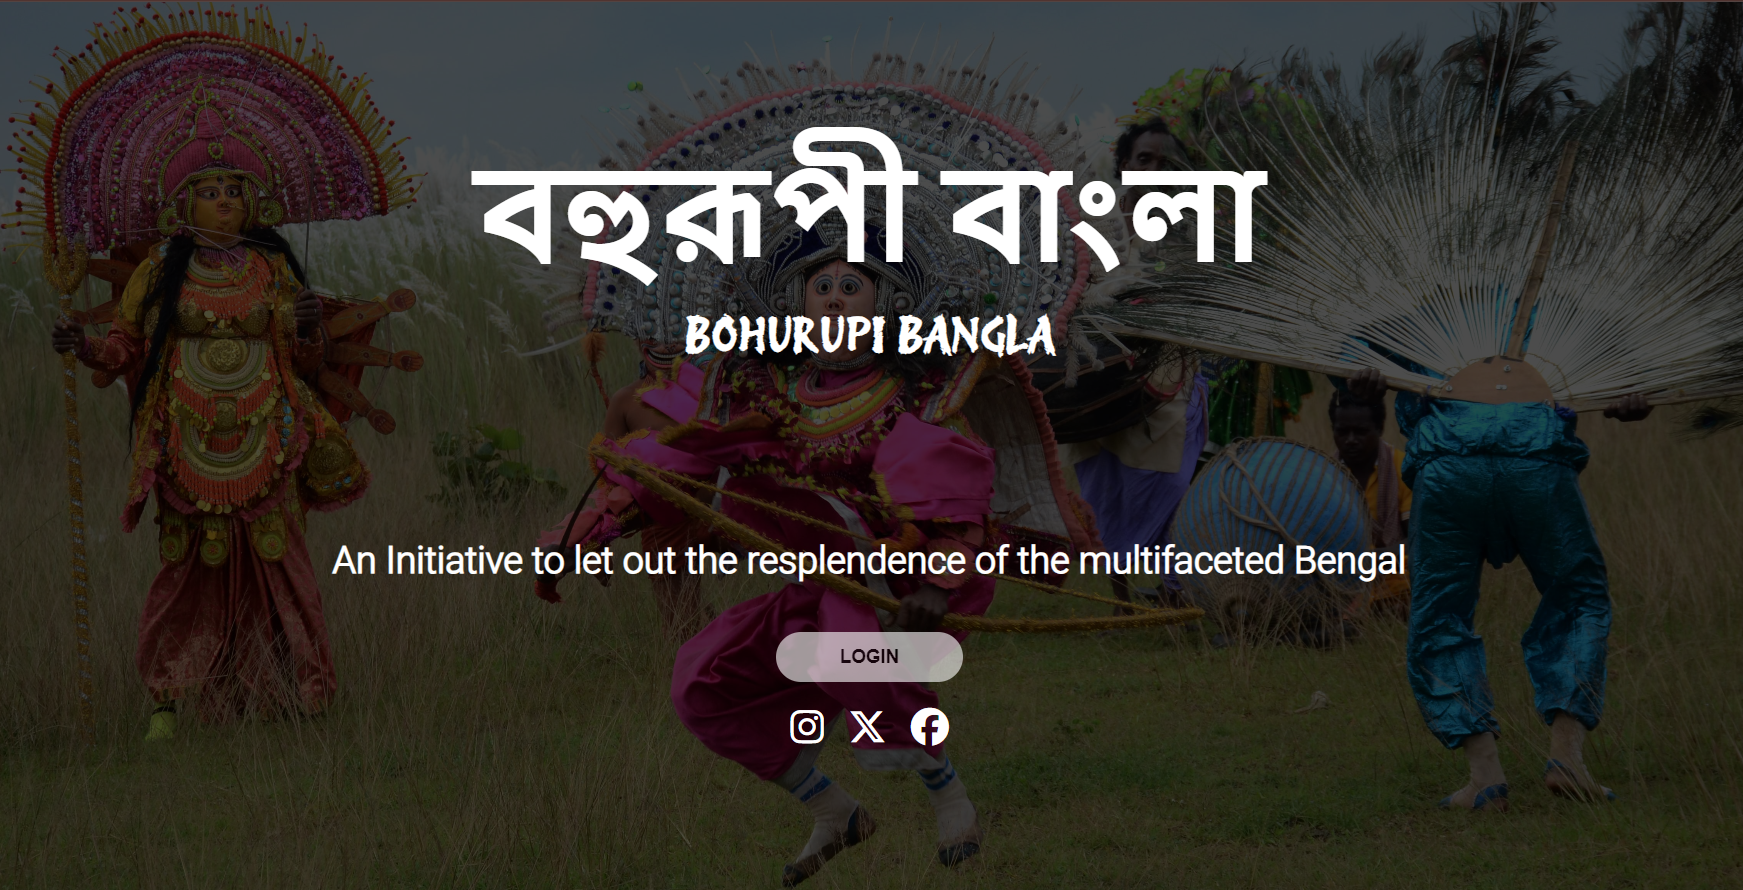 বহুরূপী বাংলা
BOHURUPI BANGLA
An Initiative to let out the resplendence of the multifaceted Bengal
LOGIN